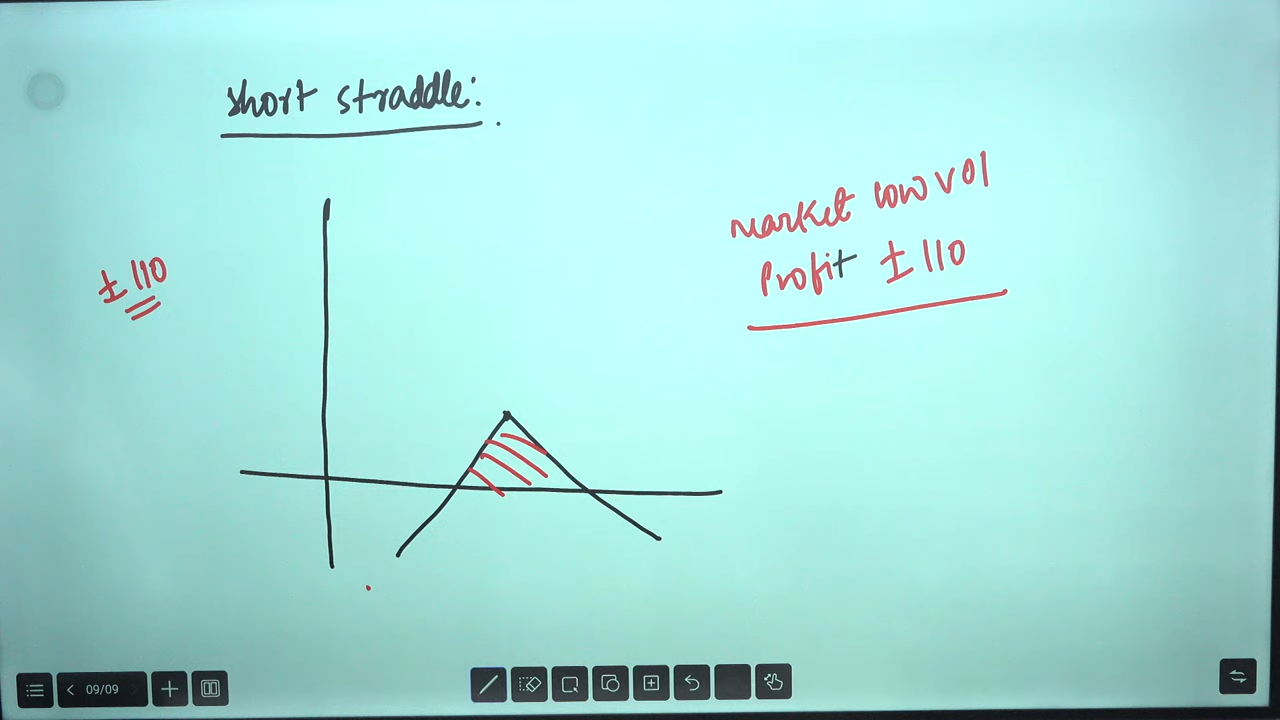 short straddle:
market low vol
Profit ± 110
± 110
09/09